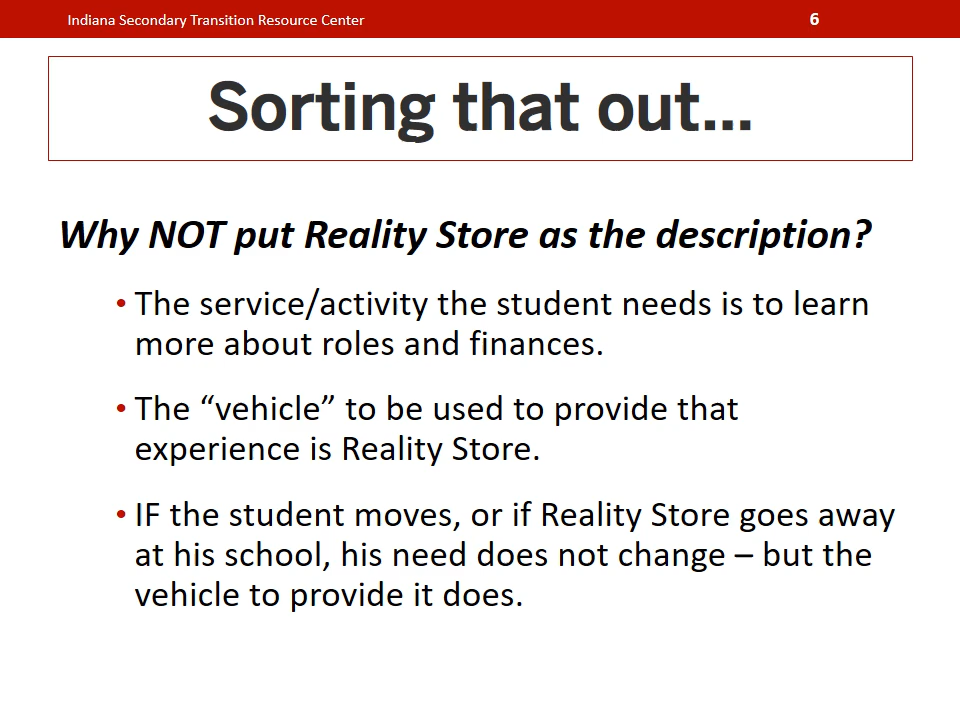 Indiana Secondary Transition Resource Center
6
Sorting that out...
Why NOT put Reality Store as the description?
• The service/activity the student needs is to learn
more about roles and finances.
• The “vehicle” to be used to provide that
experience is Reality Store.
• IF the student moves, or if Reality Store goes away
at his school, his need does not change – but the
vehicle to provide it does.